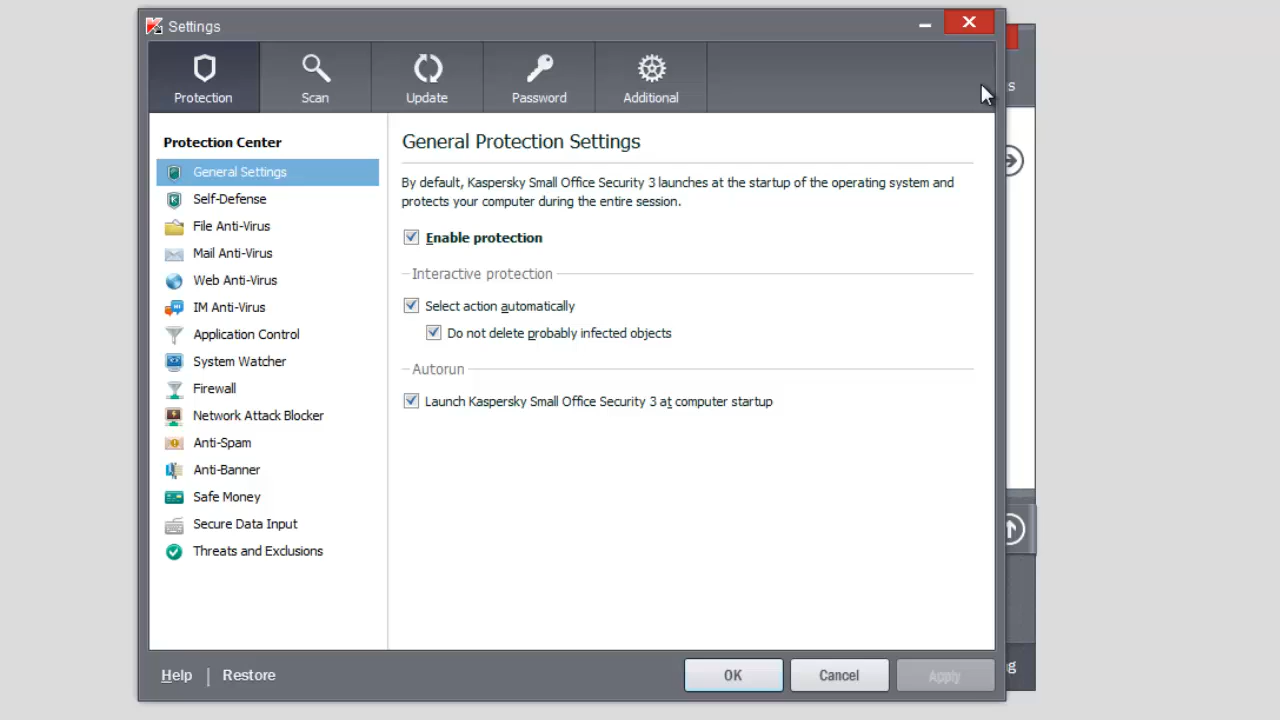 Settings
Protection
Scan
Update
Password
Additional
s
Protection Center
General Settings
Self-Defense
File Anti-Virus
Mail Anti-Virus
Web Anti-Virus
IM Anti-Virus
Application Control
System Watcher
Firewall
Network Attack Blocker
Anti-Spam
Anti-Banner
Safe Money
Secure Data Input
Threats and Exclusions
General Protection Settings
By default, Kaspersky Small Office Security 3 launches at the startup of the operating system and
protects your computer during the entire session.
Enable protection
Interactive protection
Select action automatically
Do not delete probably infected objects
Autorun
Launch Kaspersky Small Office Security 3 at computer startup
Help | Restore
OK
Cancel
Apply
g